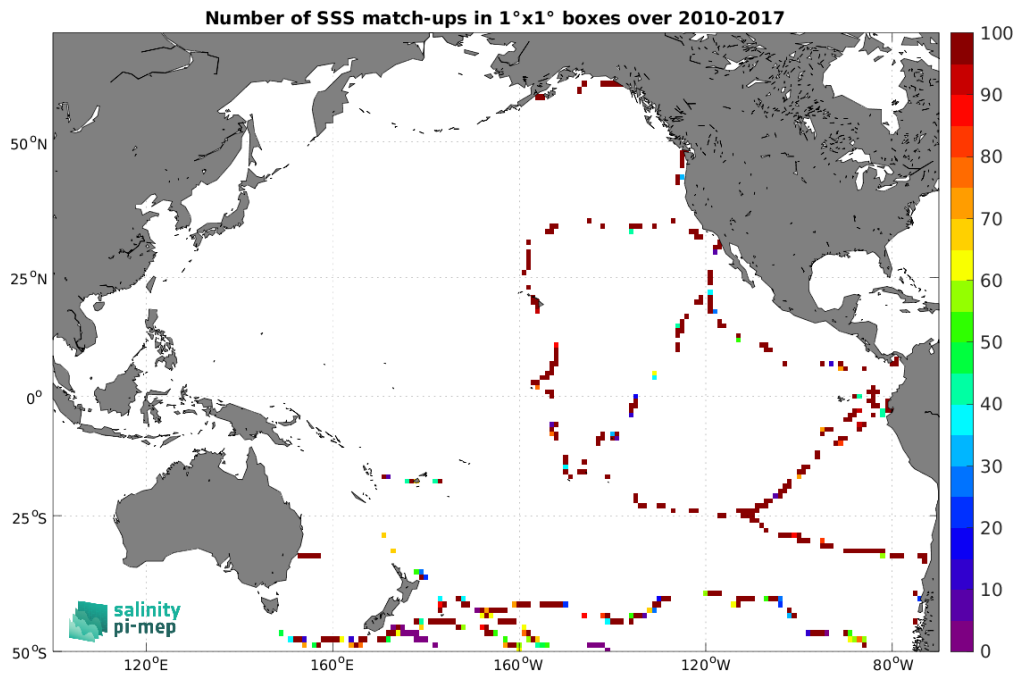 Number of SSS match-ups in 1°x1° boxes over 2010-2017
100
90
80
70
60
50
40
30
20
10
0
50°N
25°N
0°
25°S
50°S
120°E
160°E
160°W
120°W
80°W
salinity
pi-mep